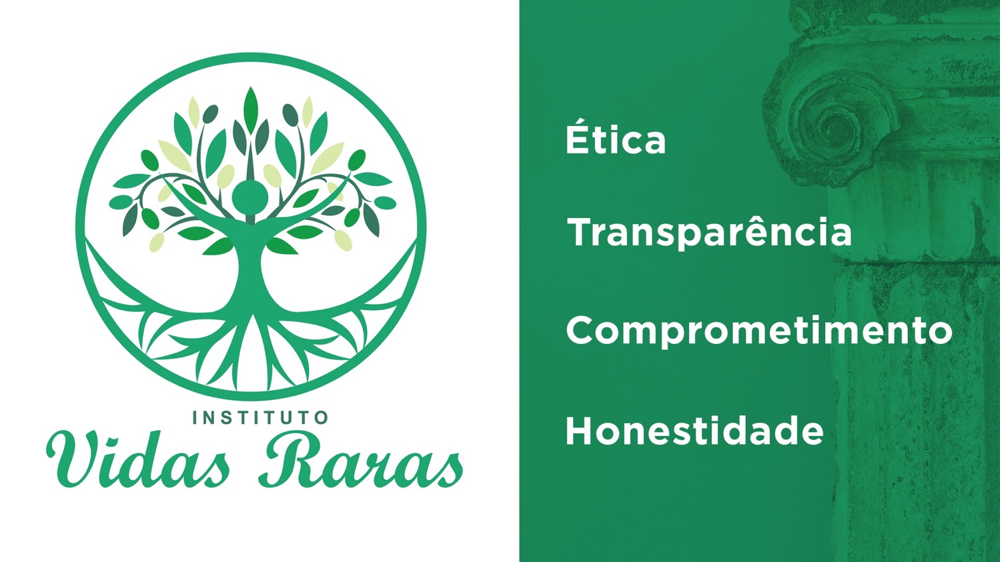 INSTITUTO
Vidas Raras
Ética
Transparência
Comprometimento
Honestidade